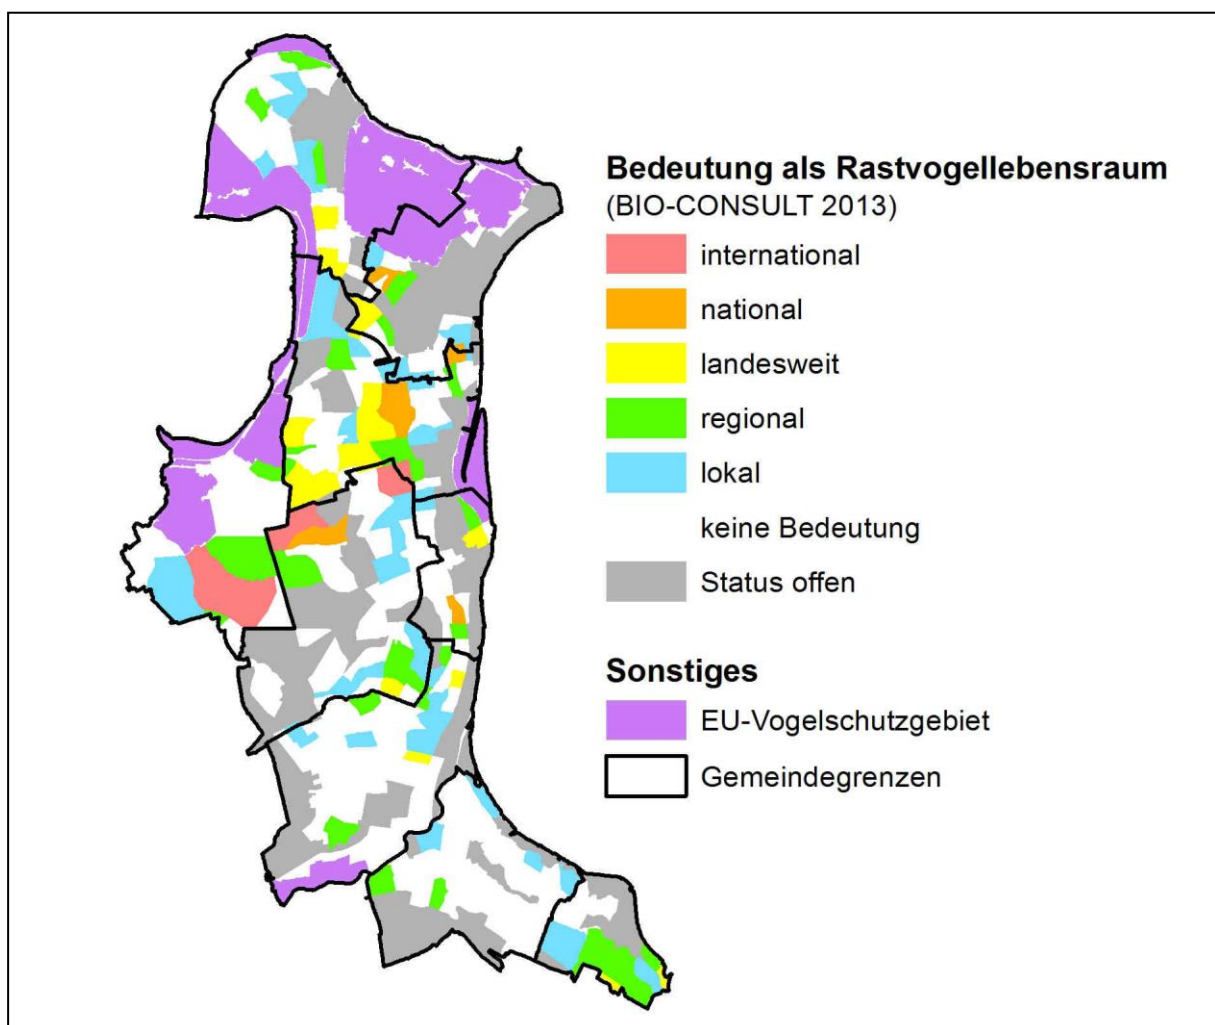 Bedeutung als Rastvogellebensraum
(BIO-CONSULT 2013)
international
national
landesweit
regional
lokal
keine Bedeutung
Status offen
Sonstiges
EU-Vogelschutzgebiet
Gemeindegrenzen